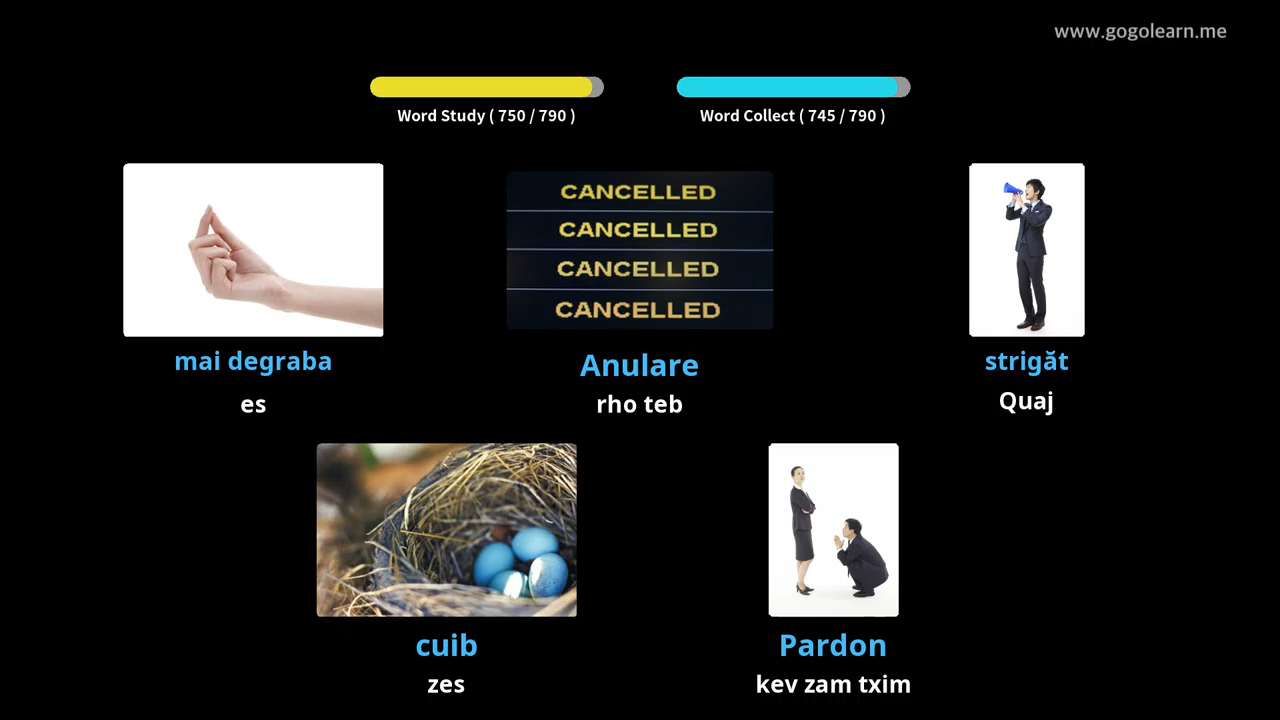 www.gogolearn.me
Word Study ( 750 / 790 )
Word Collect ( 745 / 790 )
CANCELLED
CANCELLED
CANCELLED
CANCELLED
mai degraba
Anulare
strigăt
es
rho teb
Quaj
cuib
Pardon
zes
kev zam txim